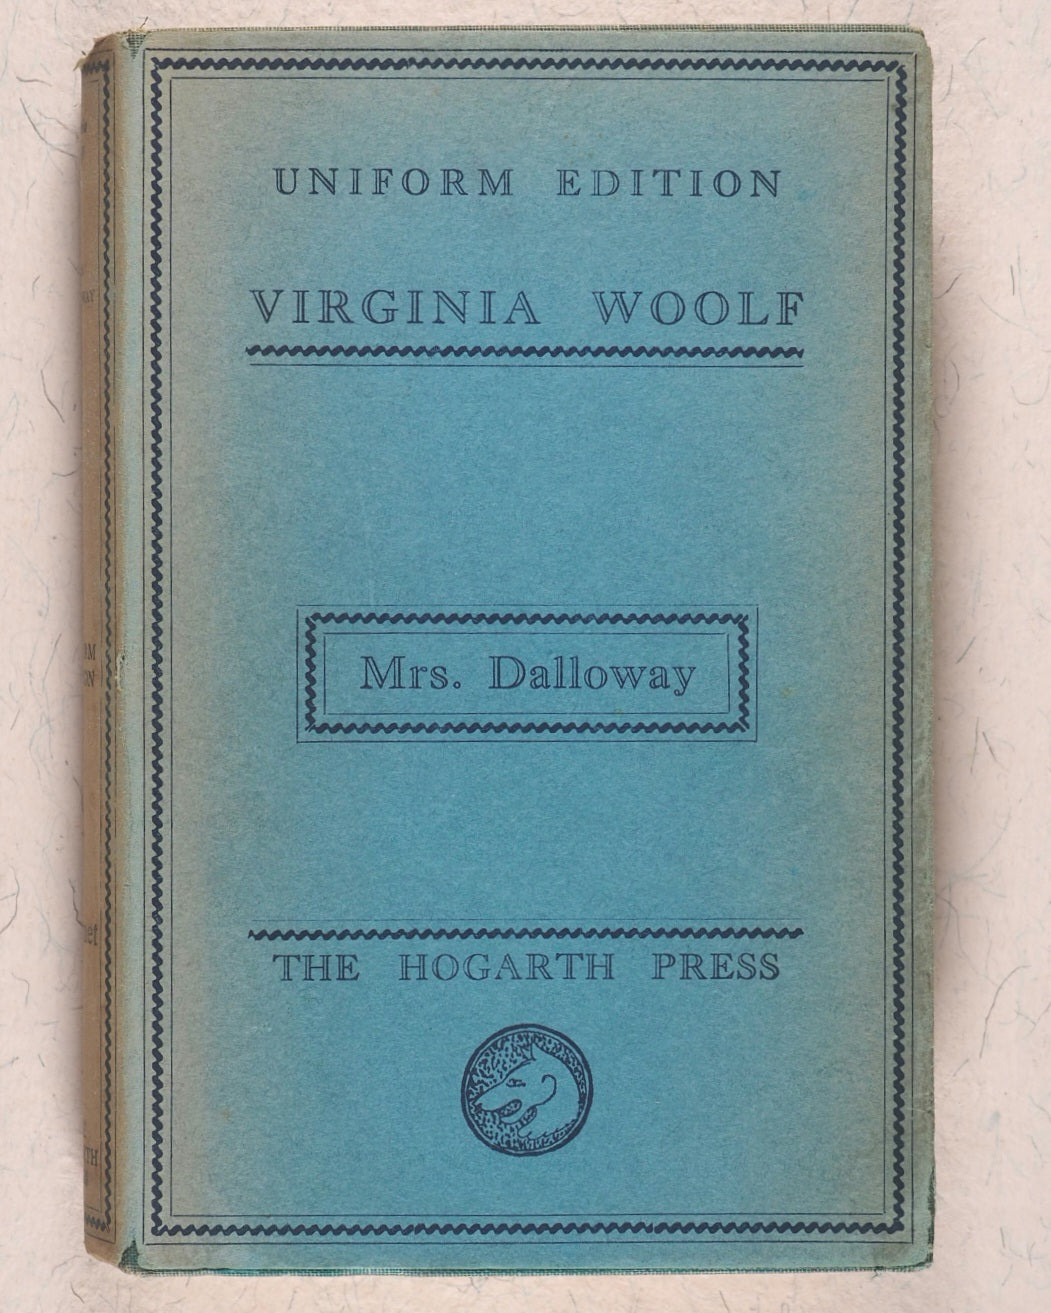 UNIFORM EDITION
VIRGINIA WOOLF
Mrs. Dalloway
THE HOGARTH PRESS